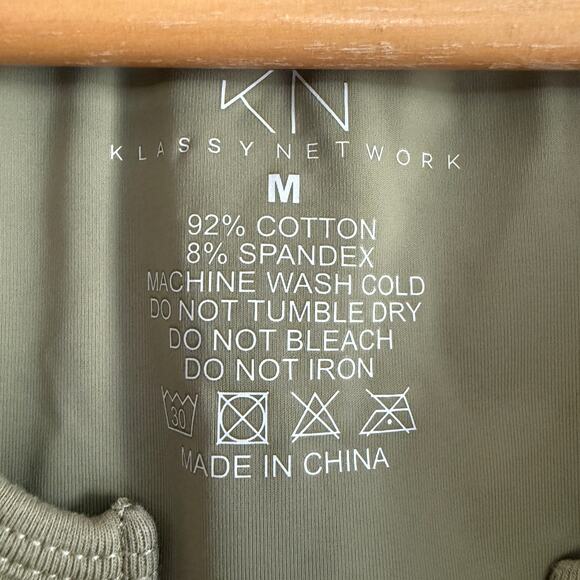 KN
KLASSY NETWORK
M
92% COTTON
8% SPANDEX
MACHINE WASH COLD
DO NOT TUMBLE DRY
DO NOT BLEACH
DO NOT IRON
30
MADE IN CHINA